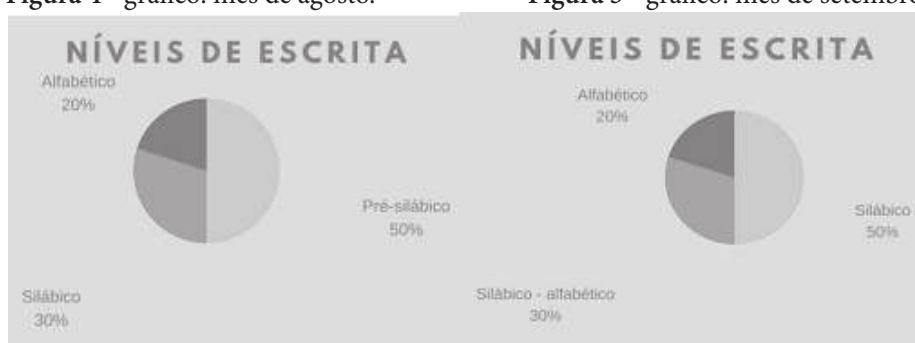 Figura 4 - gráfico: mês de agosto.
Figura 5 - gráfico: mês de setembro
NÍVEIS DE ESCRITA
Alfabético
20%
Pré-silábico
50%
Silábico
30%
NÍVEIS DE ESCRITA
Alfabético
20%
Silábico
50%
Silábico - alfabético
30%